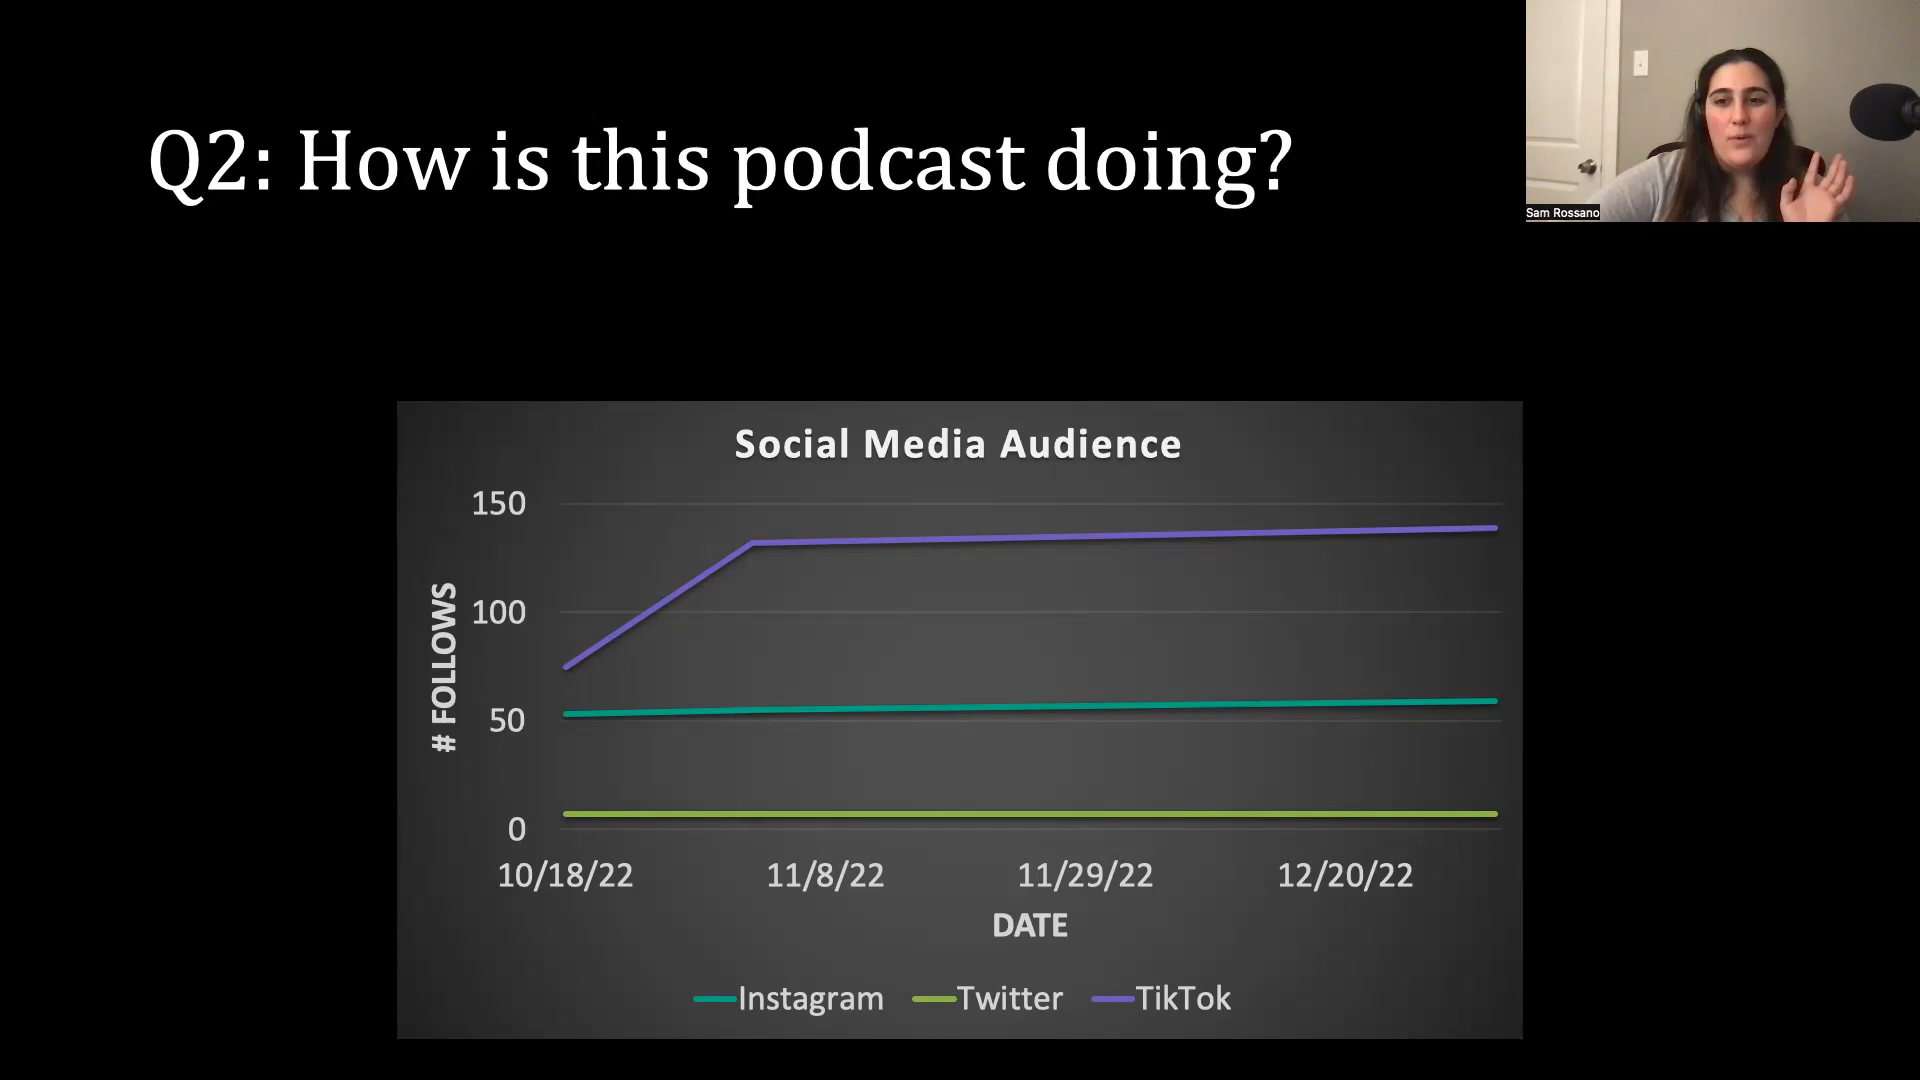 Q2: How is this podcast doing?
Sam Rossano
Social Media Audience
150
100
50
0
# FOLLOWS
10/18/22 11/8/22 11/29/22 12/20/22
DATE
Instagram Twitter TikTok